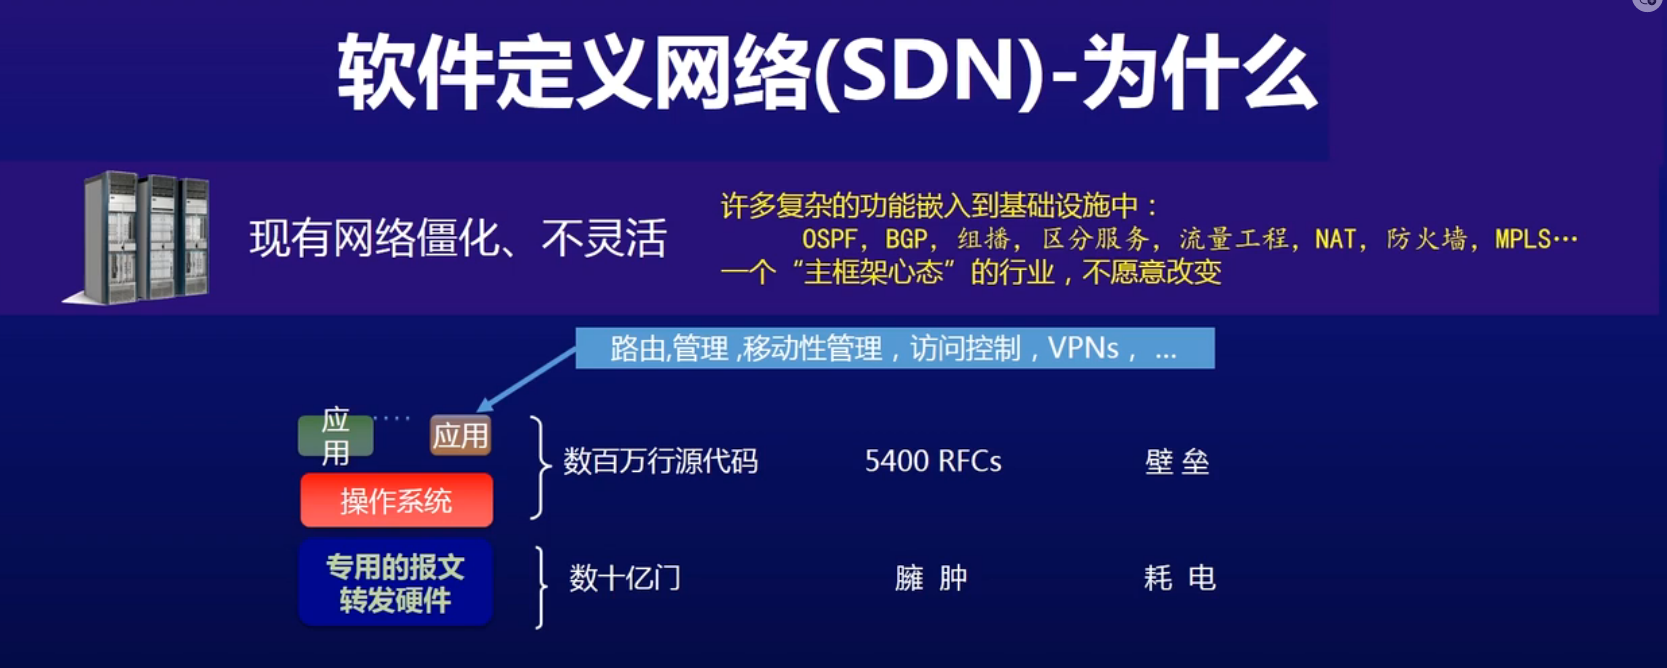 软件定义网络(SDN)-为什么
现有网络僵化、不灵活
许多复杂的功能嵌入到基础设施中：
OSPF, BGP, 组播, 区分服务, 流量工程, NAT, 防火墙, MPLS…
一个“主框架心态”的行业，不愿意改变
路由,管理 ,移动性管理，访问控制，VPNs， ...
应
用
····
应用
操作系统
数百万行源代码
5400 RFCs
壁 垒
专用的报文
转发硬件
数十亿门
臃 肿
耗 电